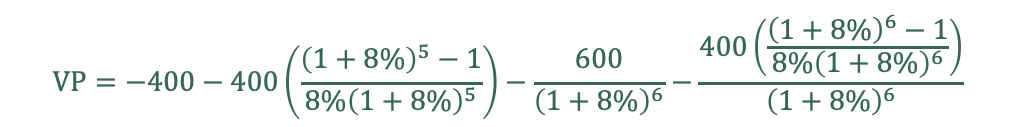 VP = −400 − 400 (((1 + 8%)^5 − 1) / (8%(1 + 8%)^5)) − 600 / (1 + 8%)^6 − (400 (((1 + 8%)^6 − 1) / (8%(1 + 8%)^6))) / (1 + 8%)^6